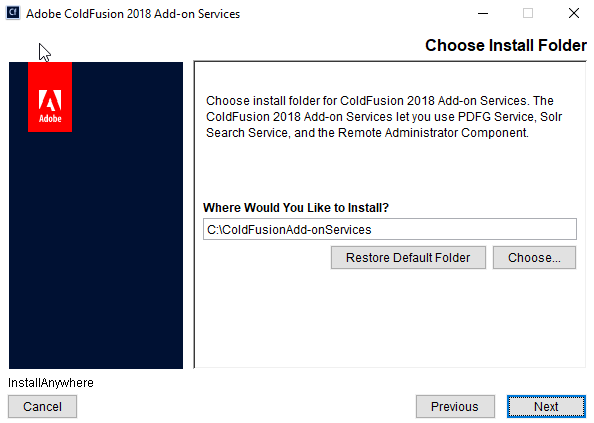 Cf Adobe ColdFusion 2018 Add-on Services
Choose Install Folder
Adobe
Choose install folder for ColdFusion 2018 Add-on Services. The
ColdFusion 2018 Add-on Services let you use PDFG Service, Solr
Search Service, and the Remote Administrator Component.
Where Would You Like to Install?
C:\ColdFusionAdd-onServices
Restore Default Folder
Choose...
InstallAnywhere
Cancel
Previous
Next